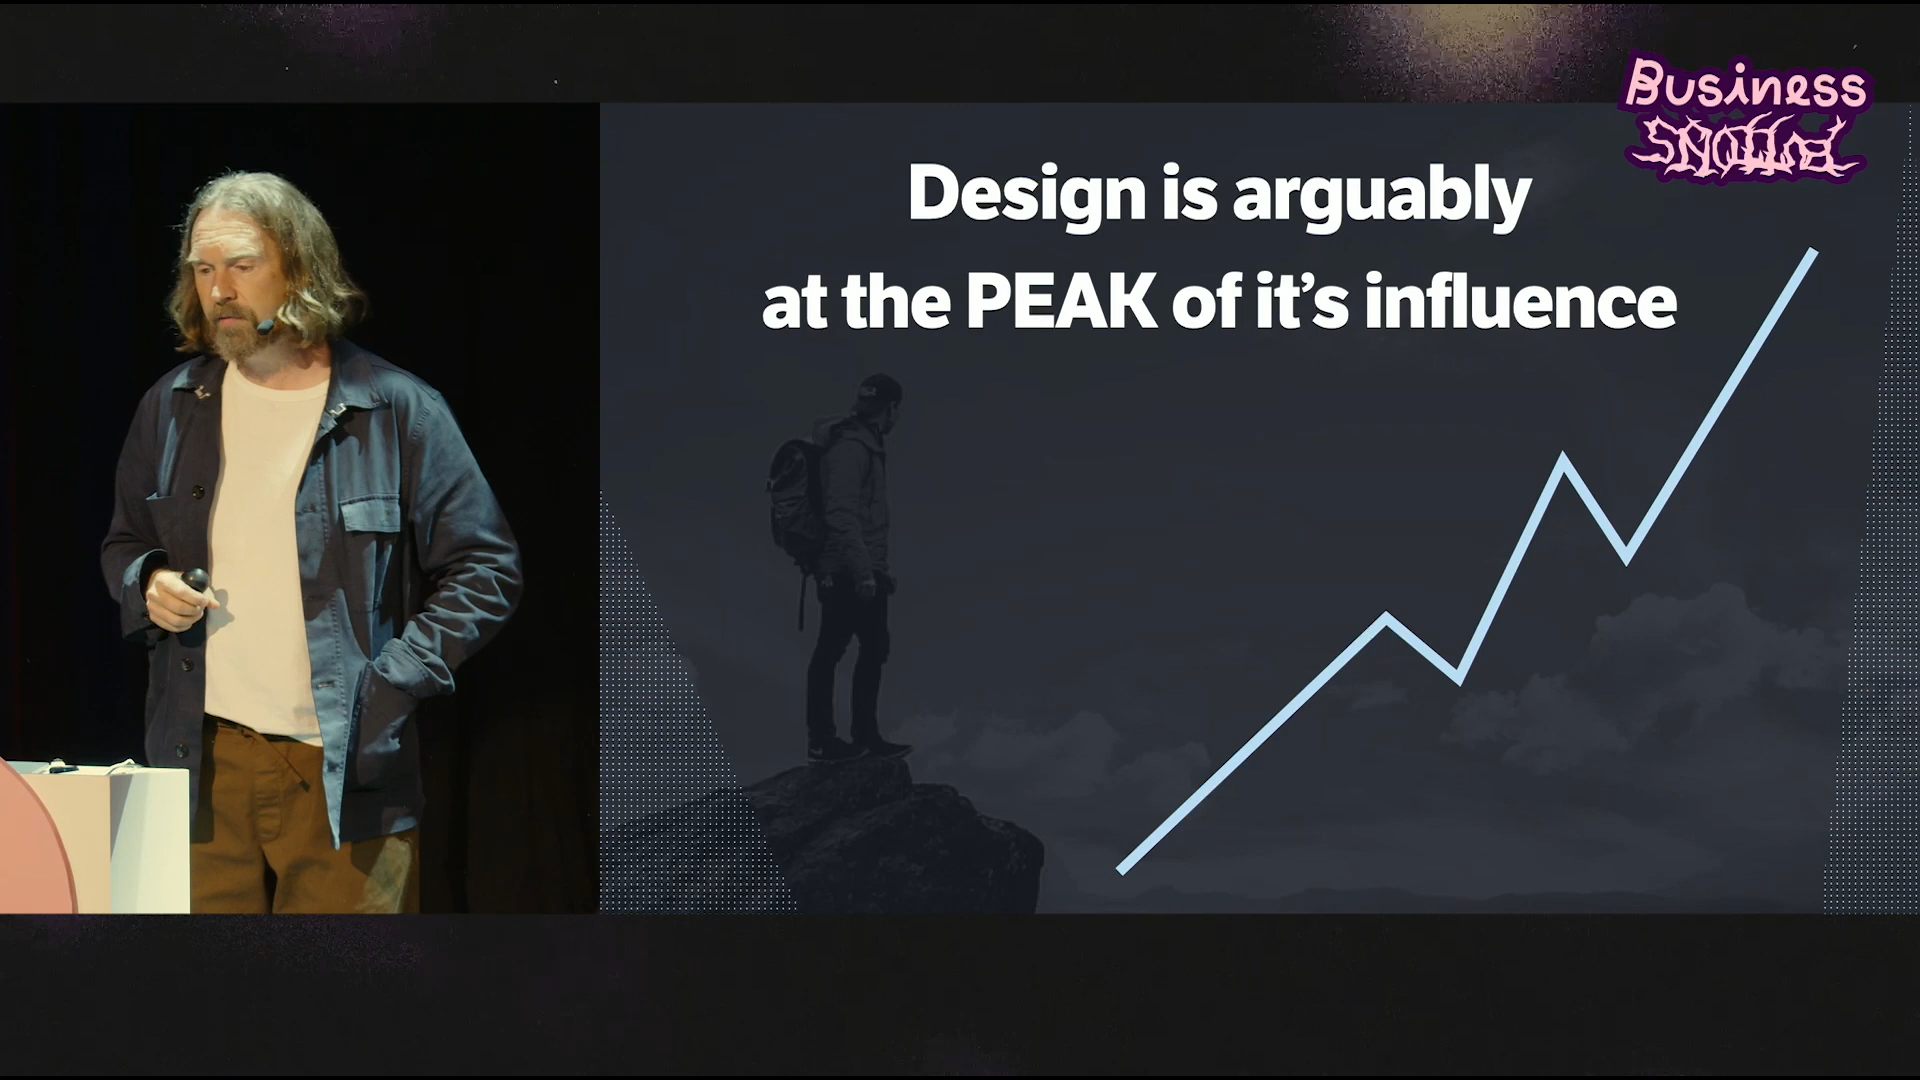 Business
Design is arguably
at the PEAK of it’s influence